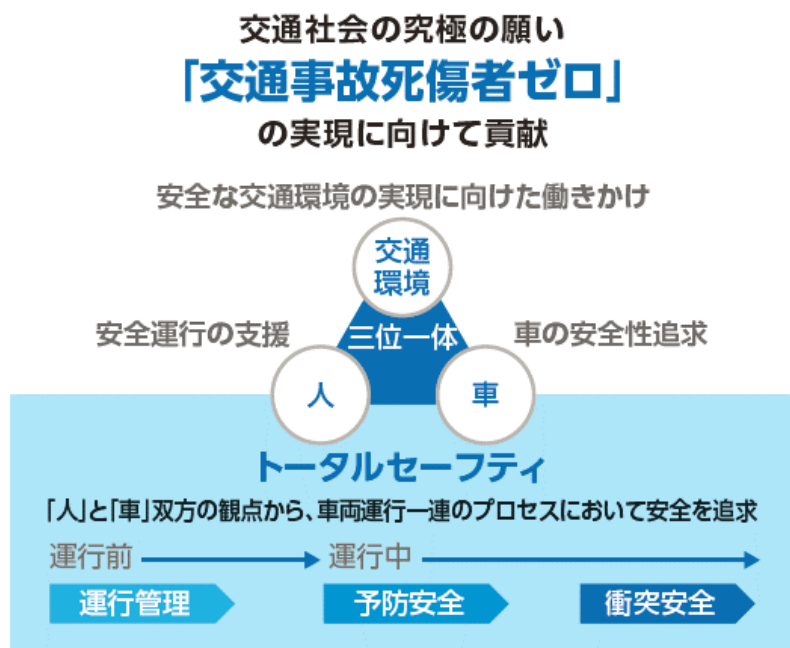 交通社会の究極の願い
「交通事故死傷者ゼロ」
の実現に向けて貢献
安全な交通環境の実現に向けた働きかけ
交通
環境
安全運行の支援
三位一体
車の安全性追求
人
車
トータルセーフティ
「人」と「車」双方の観点から、車両運行一連のプロセスにおいて安全を追求
運行前
運行中
運行管理
予防安全
衝突安全